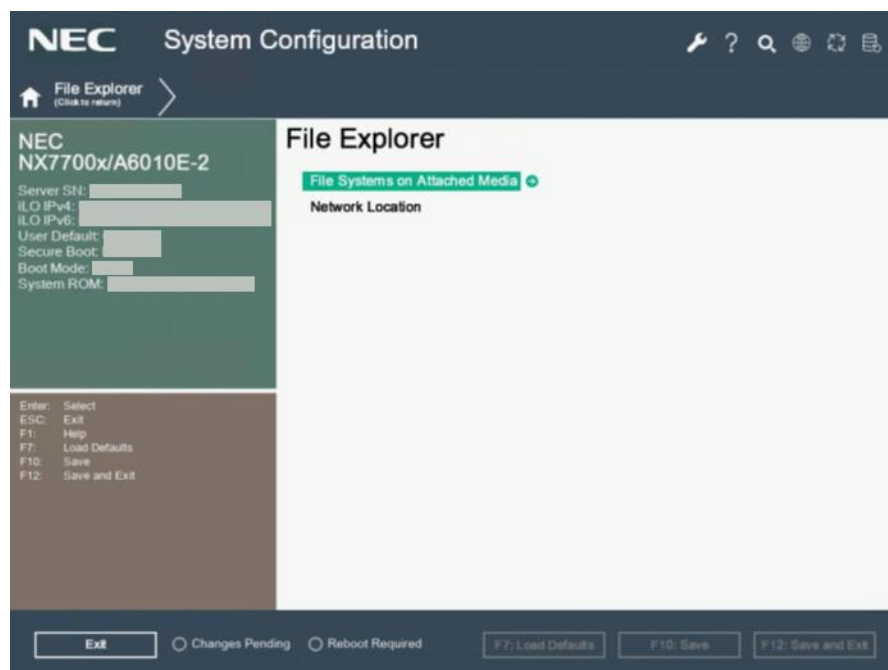 NEC System Configuration
?
File Explorer
(Click to return)
NEC
NX7700x/A6010E-2
Server SN:
iLO IPv4:
iLO IPv6:
User Default:
Secure Boot:
Boot Mode:
System ROM:
Enter: Select
ESC: Exit
F1: Help
F7: Load Defaults
F10: Save
F12: Save and Exit
File Explorer
File Systems on Attached Media
Network Location
Exit
Changes Pending
Reboot Required
F7: Load Defaults
F10: Save
F12: Save and Exit